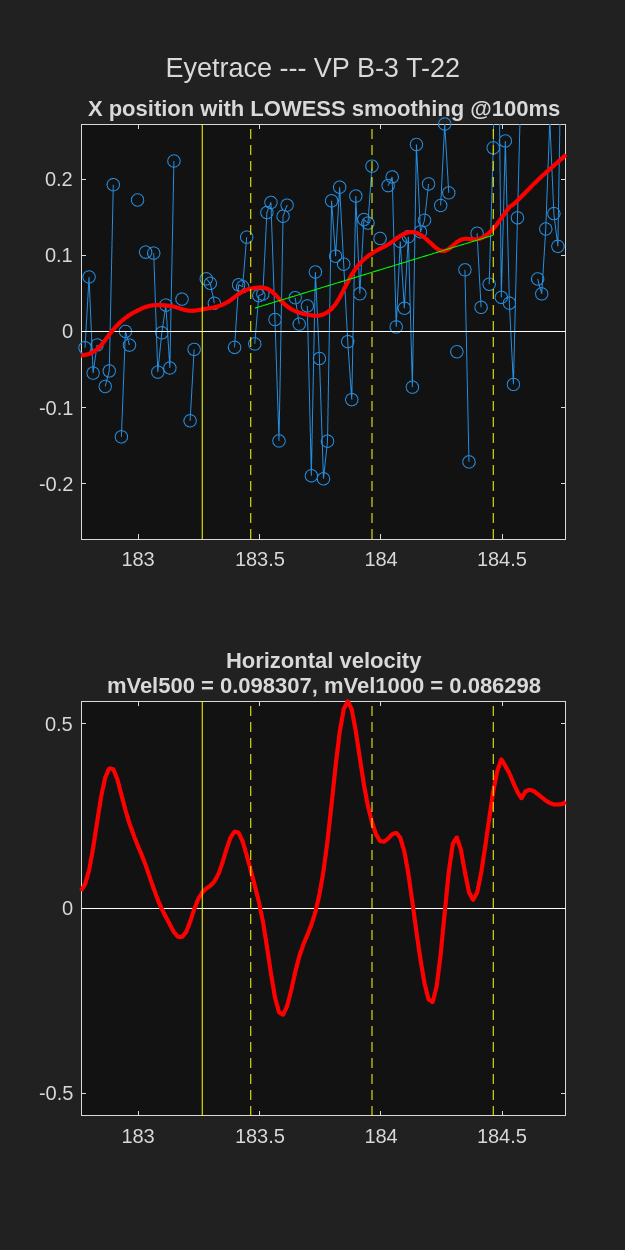 Eyetrace --- VP B-3 T-22
X position with LOWESS smoothing @100ms
0.2
0.1
0
-0.1
-0.2
183 183.5 184 184.5
Horizontal velocity
mVel500 = 0.098307, mVel1000 = 0.086298
0.5
0
-0.5
183 183.5 184 184.5